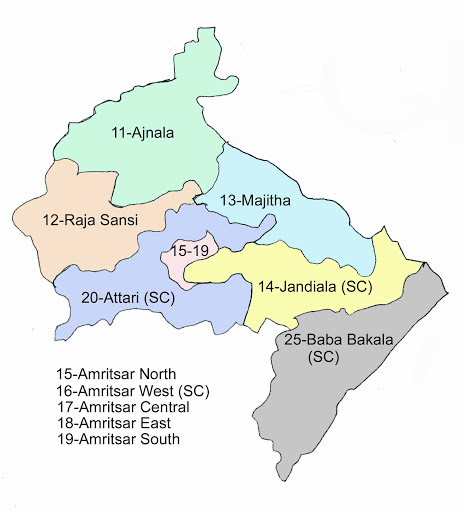 11-Ajnala
13-Majitha
12-Raja Sansi
15-19
14-Jandiala (SC)
20-Attari (SC)
25-Baba Bakala
(SC)
15-Amritsar North
16-Amritsar West (SC)
17-Amritsar Central
18-Amritsar East
19-Amritsar South